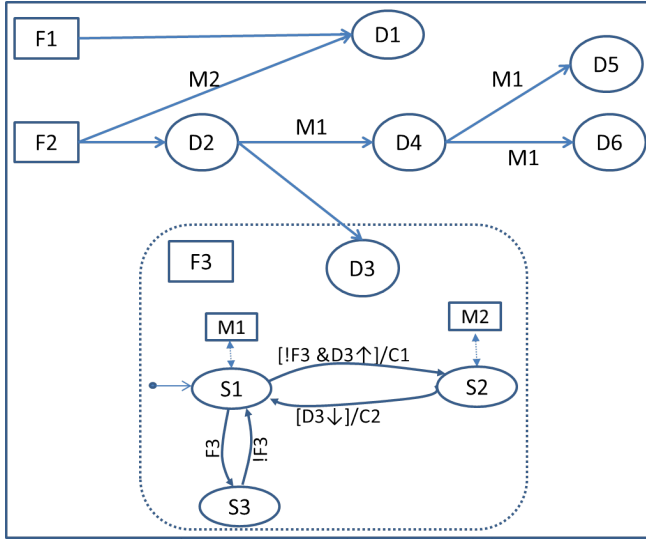 F1
D1
M2
M1
D5
F2
D2
M1
D4
M1
D6
F3
D3
M1
M2
[!F3 &D3↑]/C1
S1
S2
[D3↓]/C2
F3
!F3
S3